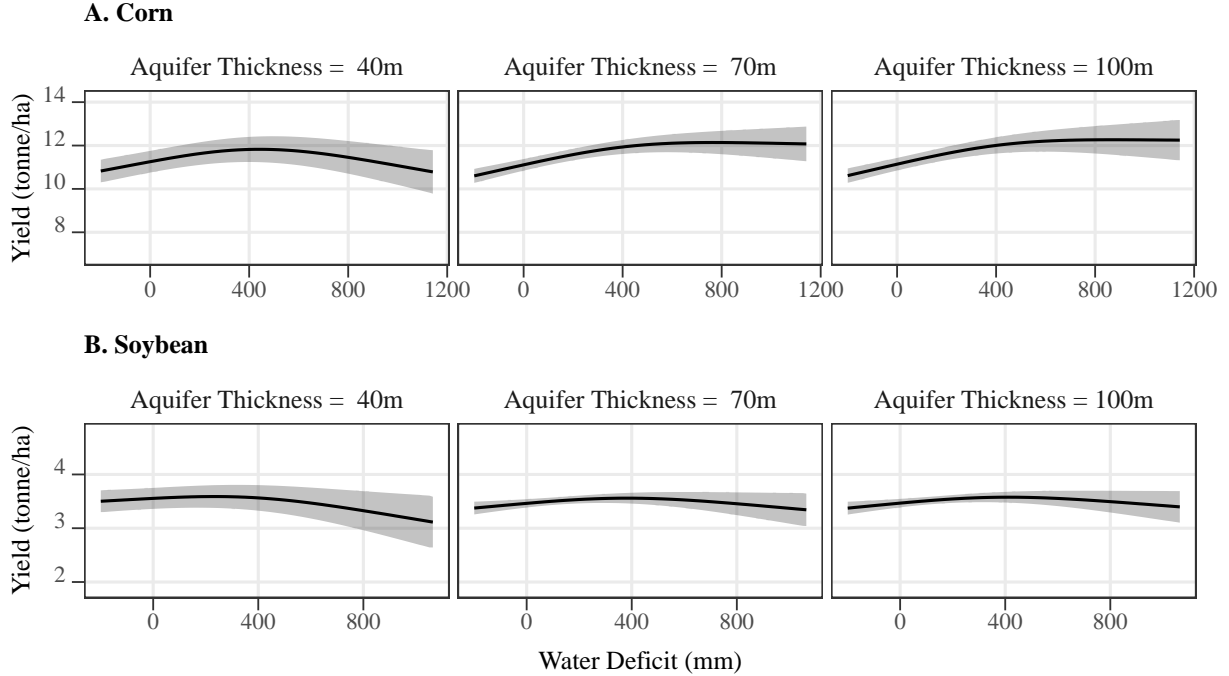 A. Corn
Aquifer Thickness = 40m
Aquifer Thickness = 70m
Aquifer Thickness = 100m
Yield (tonne/ha)
14
12
10
8
0 400 800 1200
0 400 800 1200
0 400 800 1200
B. Soybean
Aquifer Thickness = 40m
Aquifer Thickness = 70m
Aquifer Thickness = 100m
Yield (tonne/ha)
4
3
2
0 400 800
0 400 800
0 400 800
Water Deficit (mm)